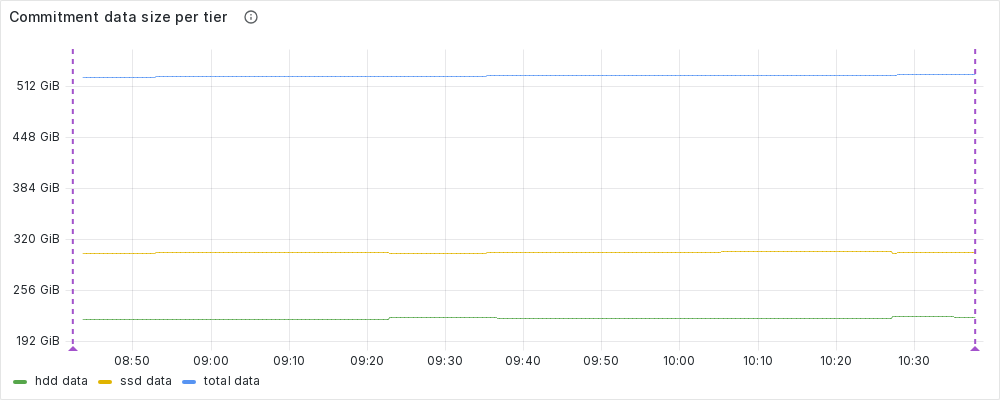 Commitment data size per tier
512 GiB
448 GiB
384 GiB
320 GiB
256 GiB
192 GiB
08:50 09:00 09:10 09:20 09:30 09:40 09:50 10:00 10:10 10:20 10:30
hdd data ssd data total data